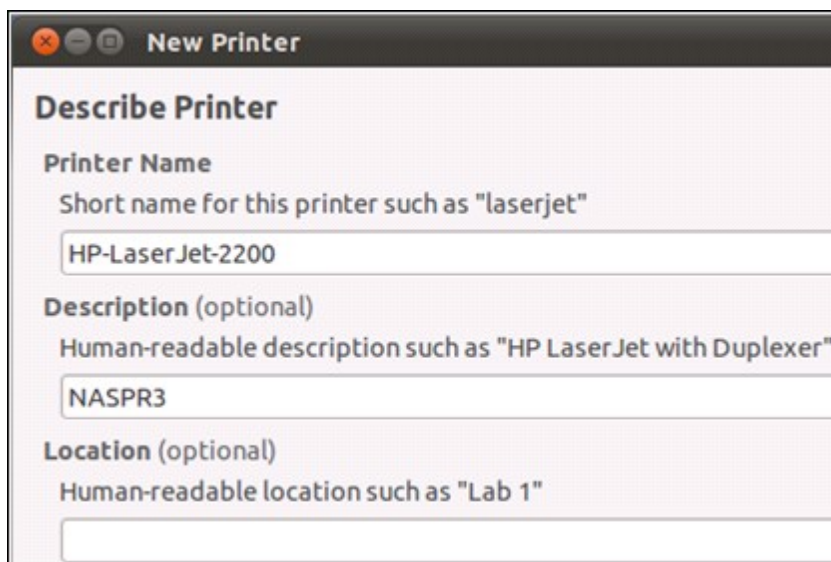 New Printer
Describe Printer
Printer Name
Short name for this printer such as "laserjet"
HP-LaserJet-2200
Description (optional)
Human-readable description such as "HP LaserJet with Duplexer"
NASPR3
Location (optional)
Human-readable location such as "Lab 1"